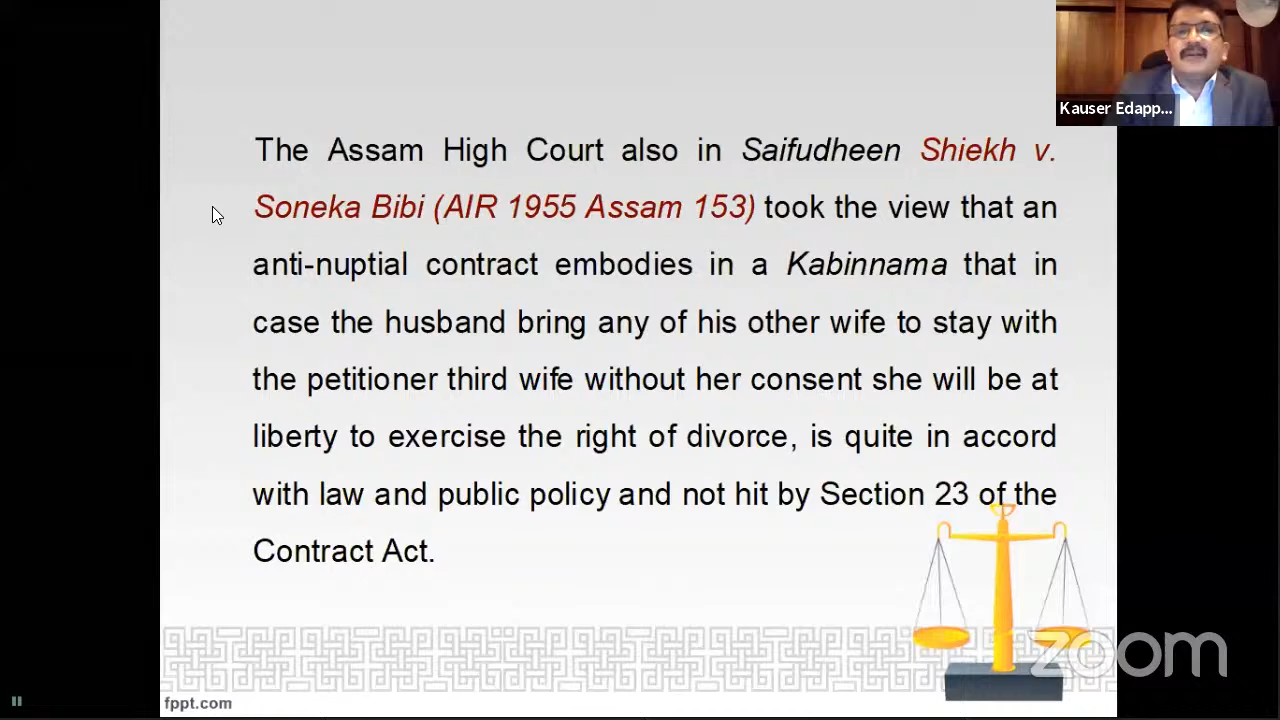 Kauser Edapp...
The Assam High Court also in Saifudheen Shiekh v.
Soneka Bibi (AIR 1955 Assam 153) took the view that an
anti-nuptial contract embodies in a Kabinnama that in
case the husband bring any of his other wife to stay with
the petitioner third wife without her consent she will be at
liberty to exercise the right of divorce, is quite in accord
with law and public policy and not hit by Section 23 of the
Contract Act.
zoom
fppt.com